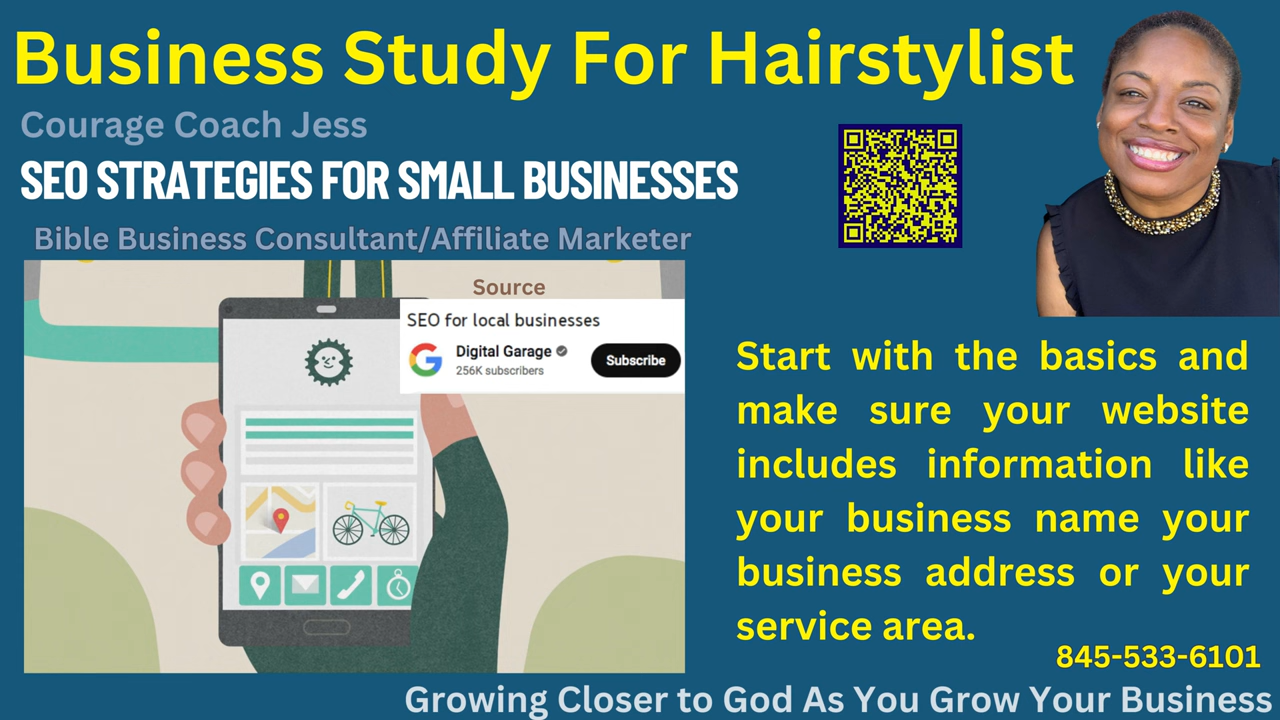 Business Study For Hairstylist
Courage Coach Jess
SEO STRATEGIES FOR SMALL BUSINESSES
Bible Business Consultant/Affiliate Marketer
Source
SEO for local businesses
Digital Garage
256K subscribers
Subscribe
Start with the basics and
make sure your website
includes information like
your business name your
business address or your
service area.
845-533-6101
Growing Closer to God As You Grow Your Business